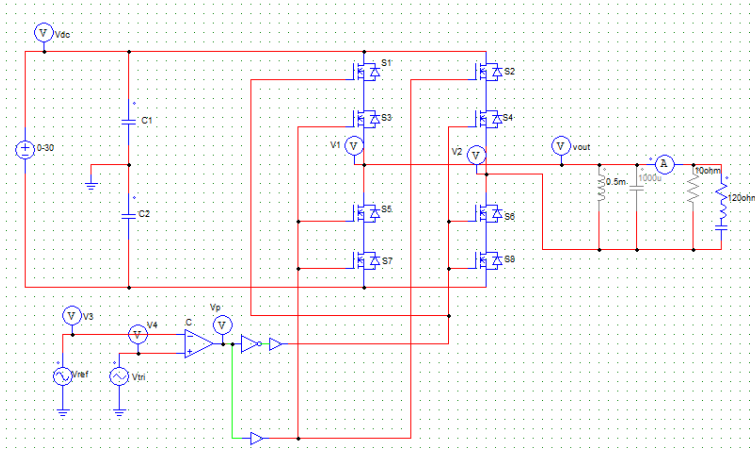 V
Vdc
S1
S2
C1
S3
S4
0-30
V1
V
V2
V
V
vout
A
10ohm
0.5m
1000u
120ohm
C2
S5
S6
S7
S8
V
V3
V
V4
C
Vp
V
Vref
Vtri